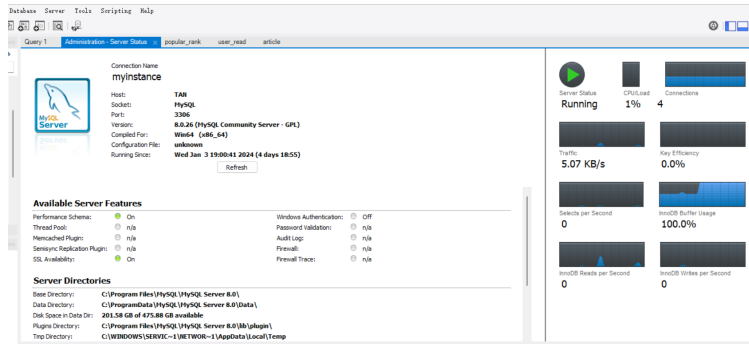 Database Server Tools Scripting Help
Query 1 Administration - Server Status × popular_rank user_read article
Connection Name
myinstance
Host: TAN
Socket: MySQL
Port: 3306
Version: 8.0.26 (MySQL Community Server - GPL)
Compiled For: Win64 (x86_64)
Configuration File: unknown
Running Since: Wed Jan 3 19:00:41 2024 (4 days 18:55)
Refresh
MySQL
Server
Available Server Features
Performance Schema: On Windows Authentication: Off
Thread Pool: n/a Password Validation: n/a
Memcached Plugin: n/a Audit Log: n/a
Semisync Replication Plugin: n/a Firewall: n/a
SSL Availability: On Firewall Trace: n/a
Server Directories
Base Directory: C:\Program Files\MySQL\MySQL Server 8.0\
Data Directory: C:\ProgramData\MySQL\MySQL Server 8.0\Data\
Disk Space in Data Dir: 201.58 GB of 475.88 GB available
Plugins Directory: C:\Program Files\MySQL\MySQL Server 8.0\lib\plugin\
Tmp Directory: C:\WINDOWS\SERVIC~1\NETWOR~1\AppData\Local\Temp
Server Status CPU/Load Connections
Running 1% 4
Traffic Key Efficiency
5.07 KB/s 0.0%
Selects per Second InnoDB Buffer Usage
0 100.0%
InnoDB Reads per Second InnoDB Writes per Second
0 0